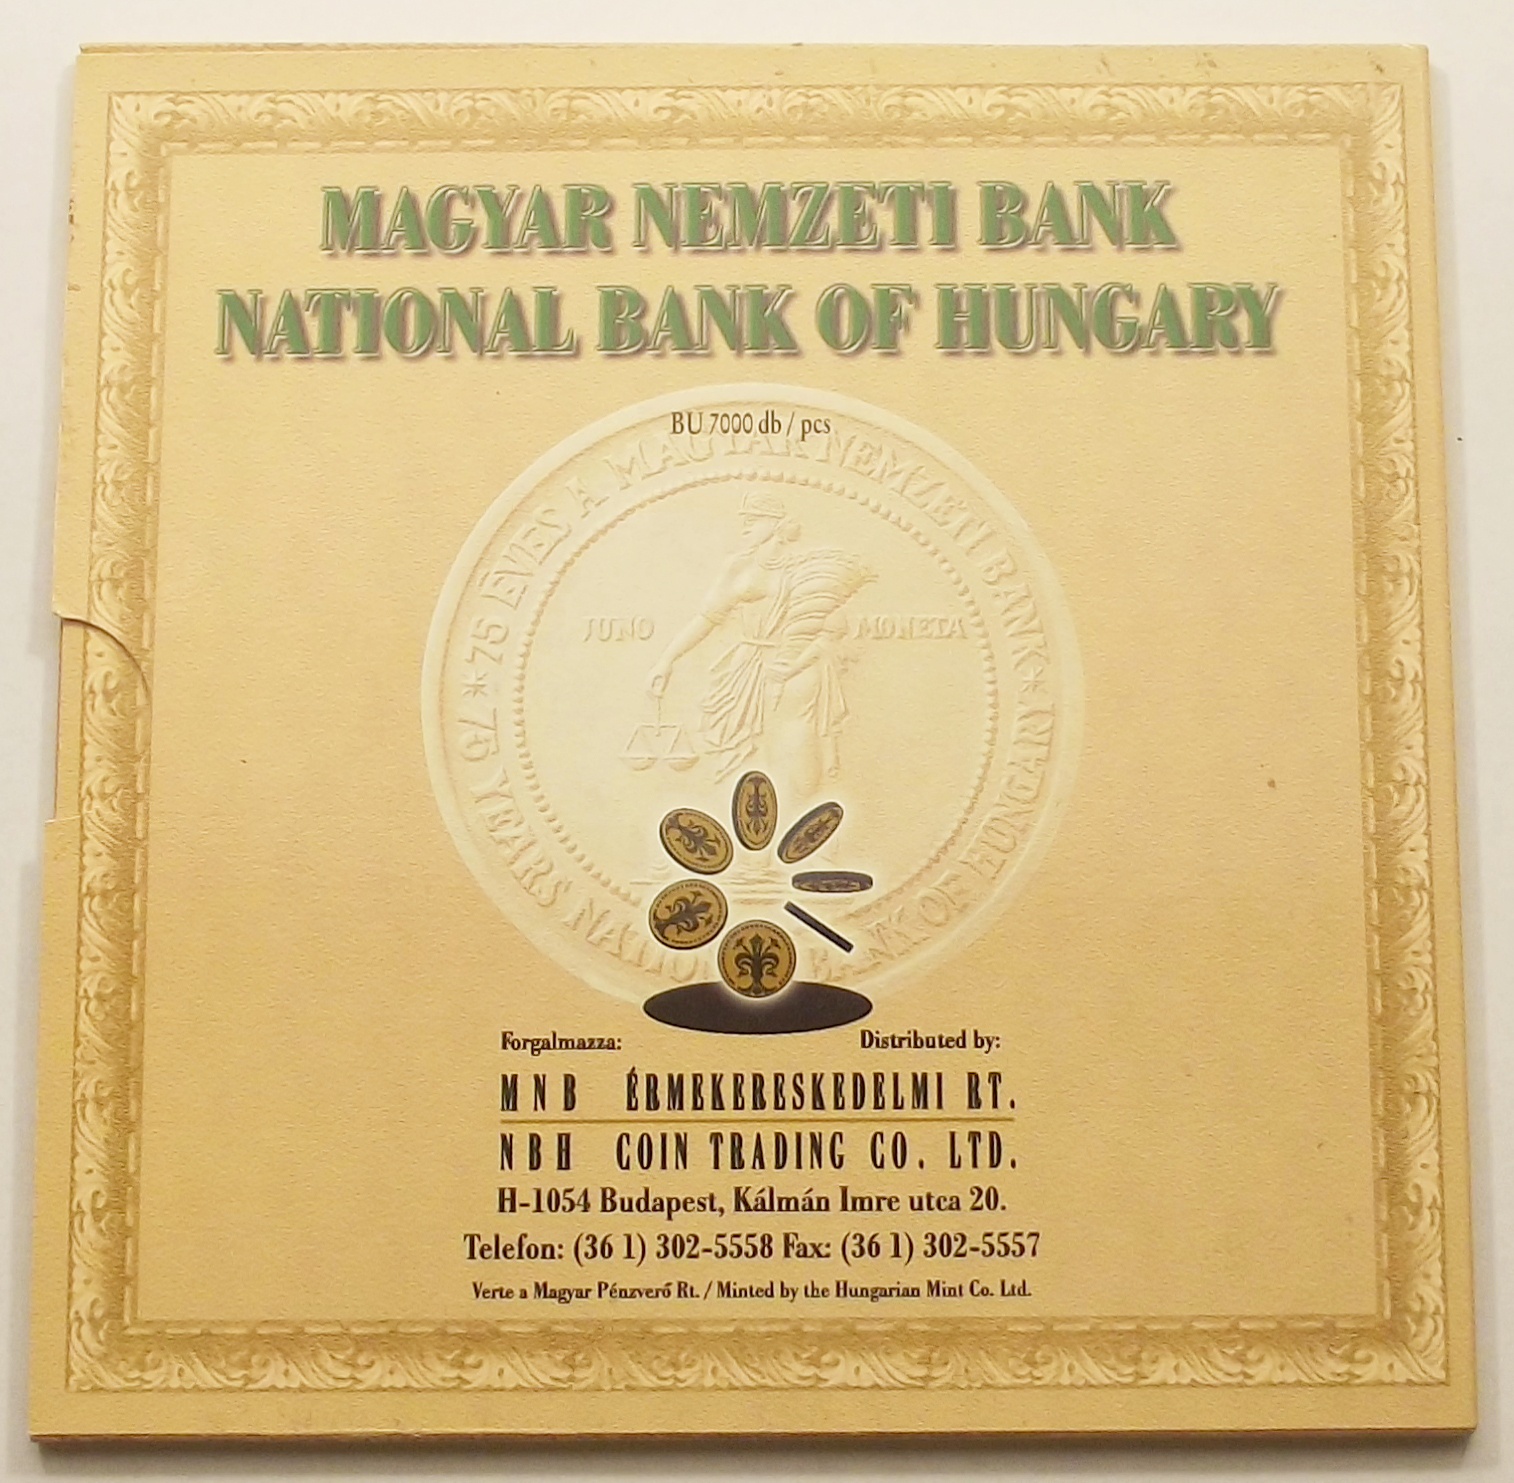 MAGYAR NEMZETI BANK
NATIONAL BANK OF HUNGARY
BU 7000 db / pcs
* 75 ÉVES A MAGYAR NEMZETI BANK *
JUNO MONETA
75 YEARS NATIONAL BANK OF HUNGARY
Forgalmazza: Distributed by:
MNB ÉRMEKERESKEDELMI RT.
NBH COIN TRADING CO. LTD.
H-1054 Budapest, Kálmán Imre utca 20.
Telefon: (36 1) 302-5558 Fax: (36 1) 302-5557
Verte a Magyar Pénzverő Rt. / Minted by the Hungarian Mint Co. Ltd.